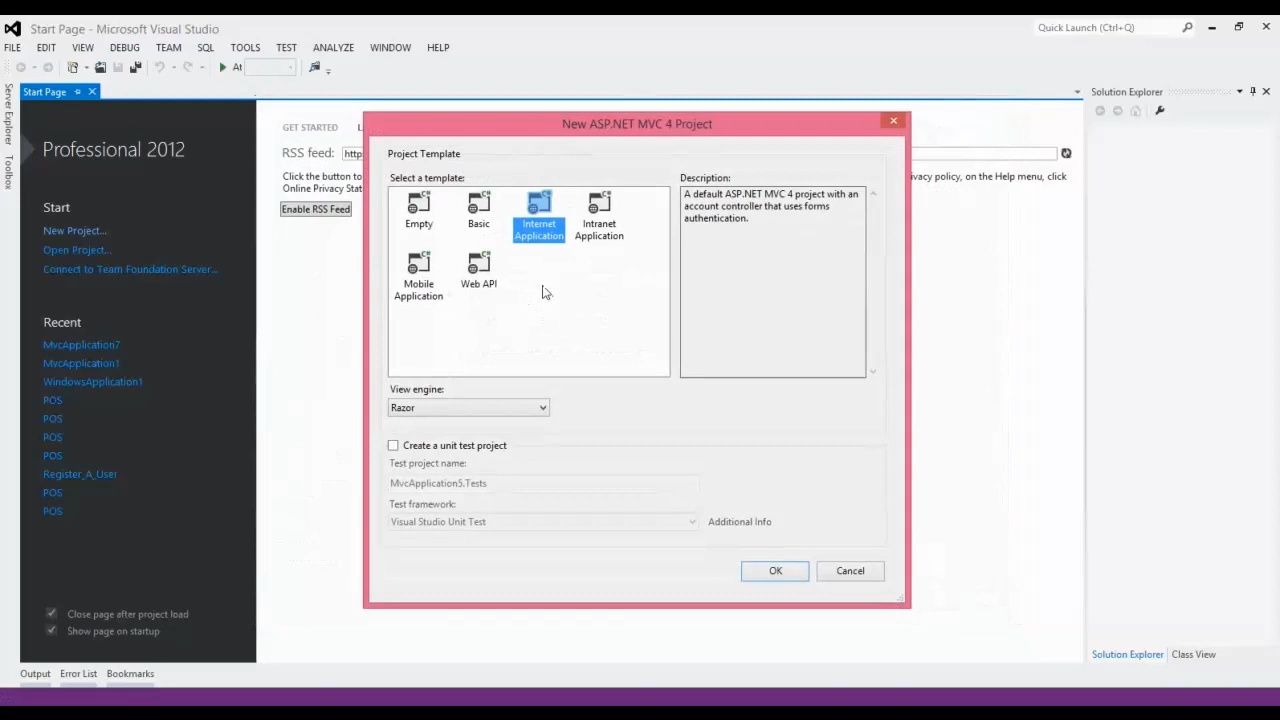 Start Page - Microsoft Visual Studio
Quick Launch (Ctrl+Q)
FILE EDIT VIEW DEBUG TEAM SQL TOOLS TEST ANALYZE WINDOW HELP
At
Server Explorer
Toolbox
Start Page
Solution Explorer
Professional 2012
Start
New Project...
Open Project...
Connect to Team Foundation Server...
Recent
MvcApplication7
MvcApplication1
WindowsApplication1
POS
POS
POS
POS
Register_A_User
POS
POS
Close page after project load
Show page on startup
GET STARTED L
RSS feed: http
Click the button to
ivacy policy, on the Help menu, click
Online Privacy Stat
Enable RSS Feed
New ASP.NET MVC 4 Project
Project Template
Select a template:
Empty
Basic
Internet
Application
Intranet
Application
Mobile
Application
Web API
Description:
A default ASP.NET MVC 4 project with an
account controller that uses forms
authentication.
View engine:
Razor
Create a unit test project
Test project name:
MvcApplication5.Tests
Test framework:
Visual Studio Unit Test
Additional Info
OK
Cancel
Solution Explorer Class View
Output Error List Bookmarks